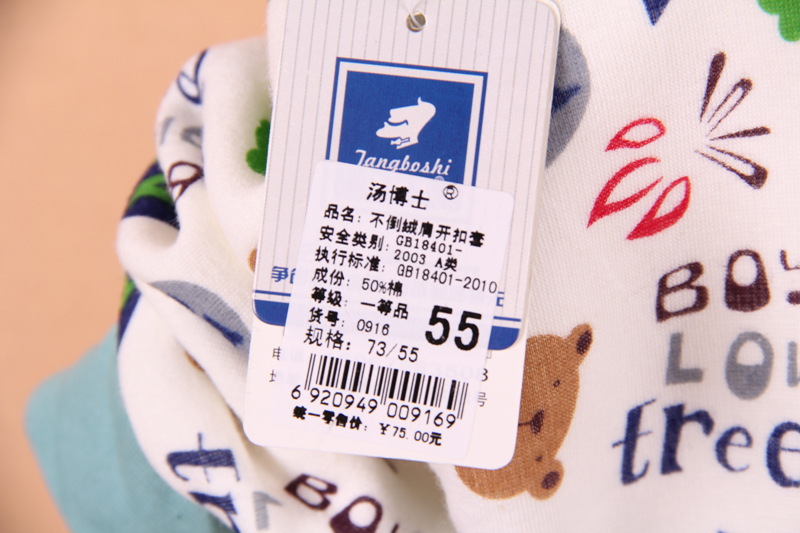 Tangboshi
汤博士 ®
品名: 不倒绒肩开扣套
安全类别: GB18401-
2003 A类
执行标准: GB18401-2010
成份: 50%棉
等级: 一等品
货号: 0916
55
规格: 73/55
6 920949 009169
统一零售价: ¥75.00元
BOY
LOV
tree
BOY